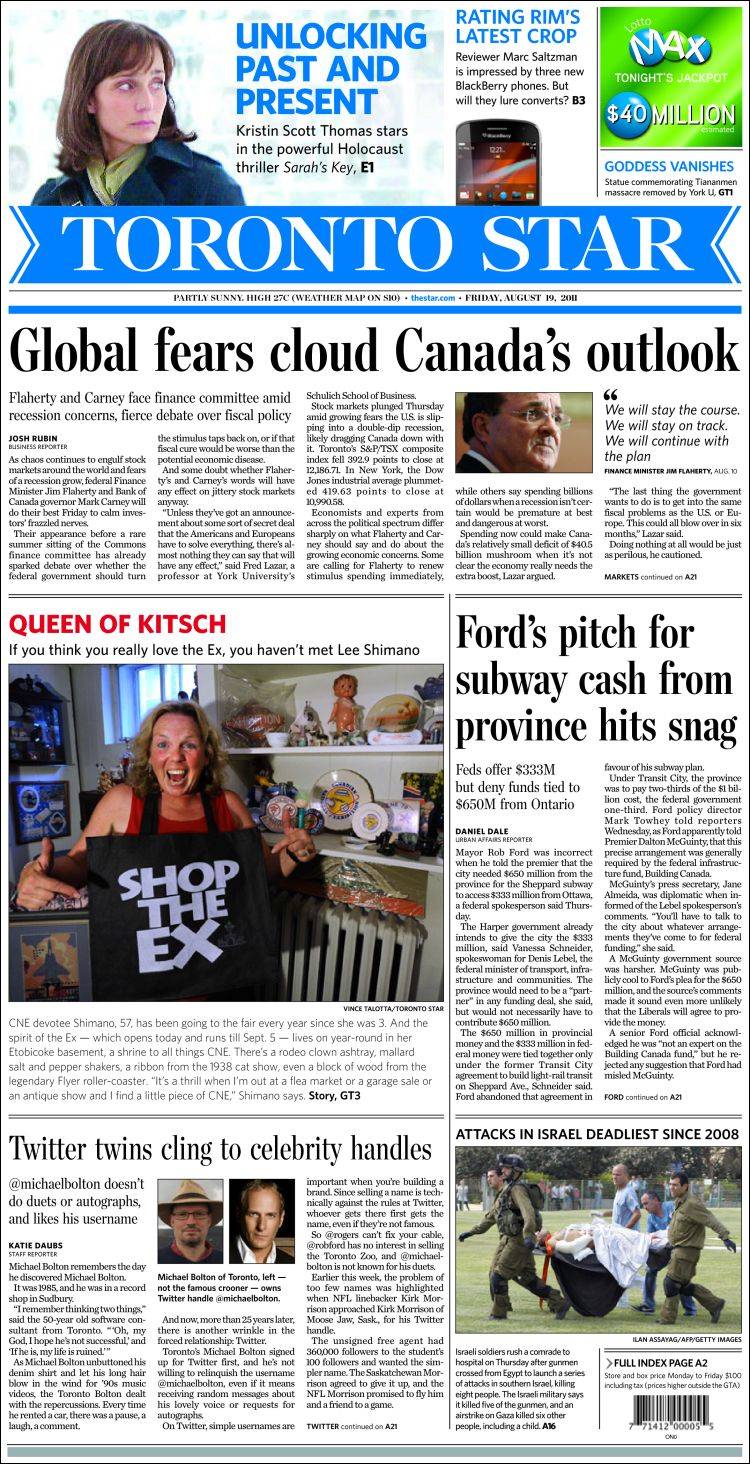 UNLOCKING
PAST AND
PRESENT
Kristin Scott Thomas stars
in the powerful Holocaust
thriller Sarah's Key, E1
RATING RIM'S
LATEST CROP
Reviewer Marc Saltzman
is impressed by three new
BlackBerry phones. But
will they lure converts? B3
BlackBerry
12:21
Lotto
MAX
TONIGHT'S JACKPOT
$40 MILLION
estimated
GODDESS VANISHES
Statue commemorating Tiananmen
massacre removed by York U, GT1
TORONTO STAR
PARTLY SUNNY. HIGH 27C (WEATHER MAP ON S10) • thestar.com • FRIDAY, AUGUST 19, 2011
Global fears cloud Canada's outlook
Flaherty and Carney face finance committee amid
recession concerns, fierce debate over fiscal policy
JOSH RUBIN
BUSINESS REPORTER
As chaos continues to engulf stock
markets around the world and fears
of a recession grow, federal Finance
Minister Jim Flaherty and Bank of
Canada governor Mark Carney will
do their best Friday to calm inves-
tors' frazzled nerves.
Their appearance before a rare
summer sitting of the Commons
finance committee has already
sparked debate over whether the
federal government should turn
the stimulus taps back on, or if that
fiscal cure would be worse than the
potential economic disease.
And some doubt whether Flaher-
ty's and Carney's words will have
any effect on jittery stock markets
anyway.
"Unless they've got an announce-
ment about some sort of secret deal
that the Americans and Europeans
have to solve everything, there's al-
most nothing they can say that will
have any effect," said Fred Lazar, a
professor at York University's
Schulich School of Business.
Stock markets plunged Thursday
amid growing fears the U.S. is slip-
ping into a double-dip recession,
likely dragging Canada down with
it. Toronto's S&P/TSX composite
index fell 392.9 points to close at
12,186.71. In New York, the Dow
Jones industrial average plummet-
ed 419.63 points to close at
10,990.58.
Economists and experts from
across the political spectrum differ
sharply on what Flaherty and Car-
ney should say and do about the
growing economic concerns. Some
are calling for Flaherty to renew
stimulus spending immediately,
while others say spending billions
of dollars when a recession isn't cer-
tain would be premature at best
and dangerous at worst.
Spending now could make Cana-
da's relatively small deficit of $40.5
billion mushroom when it's not
clear the economy really needs the
extra boost, Lazar argued.
“
We will stay the course.
We will stay on track.
We will continue with
the plan
FINANCE MINISTER JIM FLAHERTY, AUG. 10
"The last thing the government
wants to do is to get into the same
fiscal problems as the U.S. or Eu-
rope. This could all blow over in six
months," Lazar said.
Doing nothing at all would be just
as perilous, he cautioned.
MARKETS continued on A21
QUEEN OF KITSCH
If you think you really love the Ex, you haven't met Lee Shimano
EXHIBITION
SHOP
THE
EX
VINCE TALOTTA/TORONTO STAR
CNE devotee Shimano, 57, has been going to the fair every year since she was 3. And the
spirit of the Ex — which opens today and runs till Sept. 5 — lives on year-round in her
Etobicoke basement, a shrine to all things CNE. There's a rodeo clown ashtray, mallard
salt and pepper shakers, a ribbon from the 1938 cat show, even a block of wood from the
legendary Flyer roller-coaster. "It's a thrill when I'm out at a flea market or a garage sale or
an antique show and I find a little piece of CNE," Shimano says. Story, GT3
Ford's pitch for
subway cash from
province hits snag
Feds offer $333M
but deny funds tied to
$650M from Ontario
DANIEL DALE
URBAN AFFAIRS REPORTER
Mayor Rob Ford was incorrect
when he told the premier that the
city needed $650 million from the
province for the Sheppard subway
to access $333 million from Ottawa,
a federal spokesperson said Thurs-
day.
The Harper government already
intends to give the city the $333
million, said Vanessa Schneider,
spokeswoman for Denis Lebel, the
federal minister of transport, infra-
structure and communities. The
province would need to be a "part-
ner" in any funding deal, she said,
but would not necessarily have to
contribute $650 million.
The $650 million in provincial
money and the $333 million in fed-
eral money were tied together only
under the former Transit City
agreement to build light-rail transit
on Sheppard Ave., Schneider said.
Ford abandoned that agreement in
favour of his subway plan.
Under Transit City, the province
was to pay two-thirds of the $1 bil-
lion cost, the federal government
one-third. Ford policy director
Mark Towhey told reporters
Wednesday, as Ford apparently told
Premier Dalton McGuinty, that this
precise arrangement was generally
required by the federal infrastruc-
ture fund, Building Canada.
McGuinty's press secretary, Jane
Almeida, was diplomatic when in-
formed of the Lebel spokesperson's
comments. "You'll have to talk to
the city about whatever arrange-
ments they've come to for federal
funding," she said.
A McGuinty government source
was harsher. McGuinty was pub-
licly cool to Ford's plea for the $650
million, and the source's comments
made it sound even more unlikely
that the Liberals will agree to pro-
vide the money.
A senior Ford official acknowl-
edged he was "not an expert on the
Building Canada fund," but he re-
jected any suggestion that Ford had
misled McGuinty.
FORD continued on A21
Twitter twins cling to celebrity handles
@michaelbolton doesn't
do duets or autographs,
and likes his username
KATIE DAUBS
STAFF REPORTER
Michael Bolton remembers the day
he discovered Michael Bolton.
It was 1985, and he was in a record
shop in Sudbury.
"I remember thinking two things,"
said the 50-year old software con-
sultant from Toronto. " 'Oh, my
God, I hope he's not successful,' and
'If he is, my life is ruined.' "
As Michael Bolton unbuttoned his
denim shirt and let his long hair
blow in the wind for '90s music
videos, the Toronto Bolton dealt
with the repercussions. Every time
he rented a car, there was a pause, a
laugh, a comment.
Michael Bolton of Toronto, left —
not the famous crooner — owns
Twitter handle @michaelbolton.
And now, more than 25 years later,
there is another wrinkle in the
forced relationship: Twitter.
Toronto's Michael Bolton signed
up for Twitter first, and he's not
willing to relinquish the username
@michaelbolton, even if it means
receiving random messages about
his lovely voice or requests for
autographs.
On Twitter, simple usernames are
important when you're building a
brand. Since selling a name is tech-
nically against the rules at Twitter,
whoever gets there first gets the
name, even if they're not famous.
So @rogers can't fix your cable,
@robford has no interest in selling
the Toronto Zoo, and @michael-
bolton is not known for his duets.
Earlier this week, the problem of
too few names was highlighted
when NFL linebacker Kirk Mor-
rison approached Kirk Morrison of
Moose Jaw, Sask., for his Twitter
handle.
The unsigned free agent had
360,000 followers to the student's
100 followers and wanted the sim-
pler name. The Saskatchewan Mor-
rison agreed to give it up, and the
NFL Morrison promised to fly him
and a friend to a game.
TWITTER continued on A21
ATTACKS IN ISRAEL DEADLIEST SINCE 2008
ILAN ASSAYAG/AFP/GETTY IMAGES
Israeli soldiers rush a comrade to
hospital on Thursday after gunmen
crossed from Egypt to launch a series
of attacks in southern Israel, killing
eight people. The Israeli military says
it killed five of the gunmen, and an
airstrike on Gaza killed six other
people, including a child. A16
FULL INDEX PAGE A2
Store and box price Monday to Friday $1.00
including tax (prices higher outside the GTA)
7 71412 00005 5
ON0